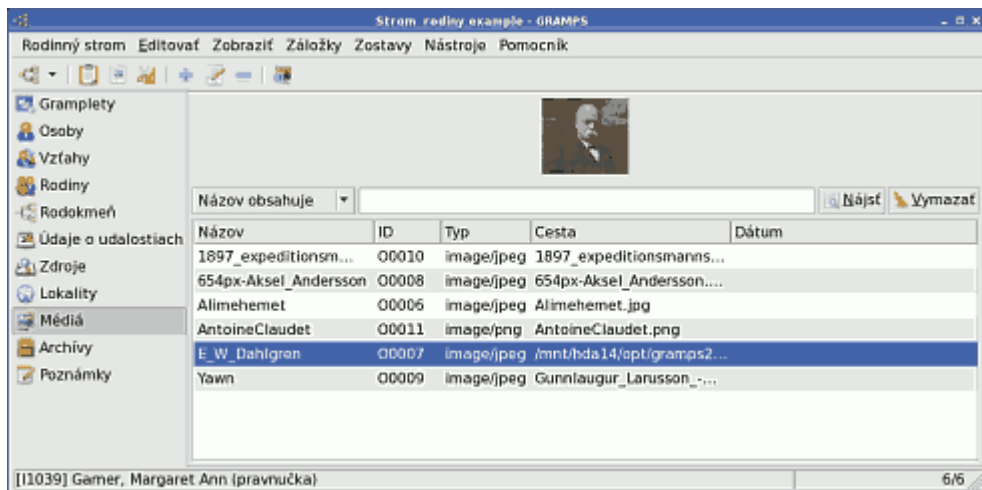 Strom rodiny example - GRAMPS
Rodinný strom Editovať Zobraziť Záložky Zostavy Nástroje Pomocník
Gramplety
Osoby
Vzťahy
Rodiny
Rodokmeň
Údaje o udalostiach
Zdroje
Lokality
Médiá
Archívy
Poznámky
Názov obsahuje Nájsť Vymazať
Názov ID Typ Cesta Dátum
1897_expeditionsm... O0010 image/jpeg 1897_expeditionsmanns...
654px-Aksel_Andersson O0008 image/jpeg 654px-Aksel_Andersson....
Alimehemet O0006 image/jpeg Alimehemet.jpg
AntoineClaudet O0011 image/png AntoineClaudet.png
E_W_Dahlgren O0007 image/jpeg /mnt/hda14/opt/gramps2...
Yawn O0009 image/jpeg Gunnlaugur_Larusson_-...
[I1039] Garner, Margaret Ann (pravnučka) 6/6